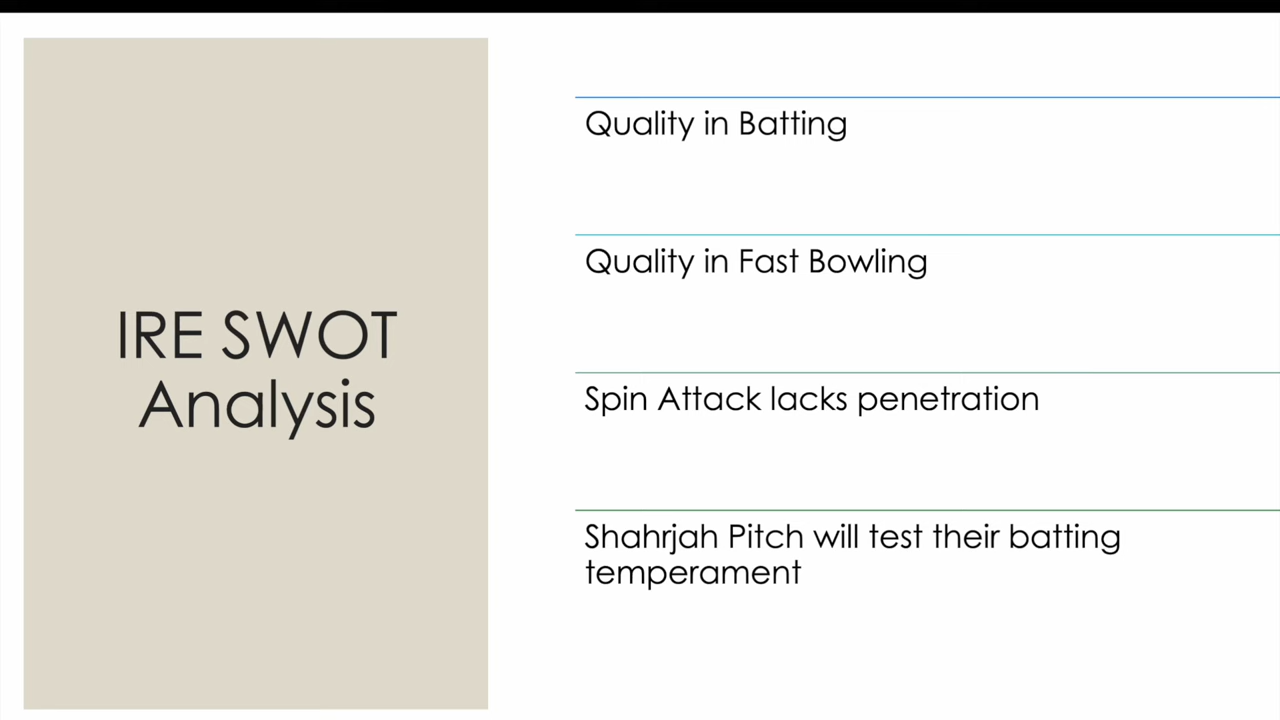 IRE SWOT
Analysis
Quality in Batting
Quality in Fast Bowling
Spin Attack lacks penetration
Shahrjah Pitch will test their batting
temperament